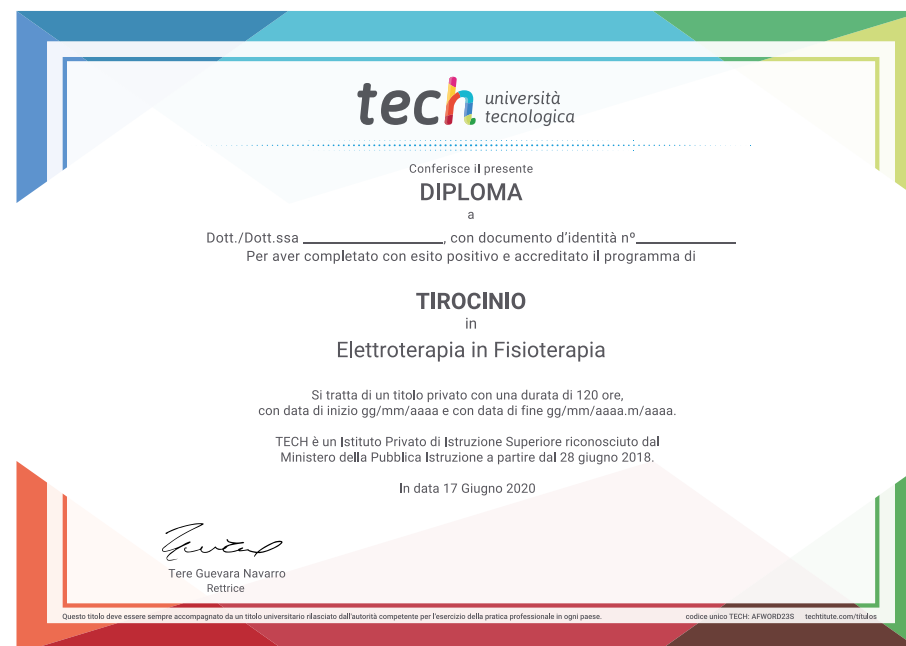 tech università
tecnologica
Conferisce il presente
DIPLOMA
a
Dott./Dott.ssa ____________________, con documento d'identità nº______________
Per aver completato con esito positivo e accreditato il programma di
TIROCINIO
in
Elettroterapia in Fisioterapia
Si tratta di un titolo privato con una durata di 120 ore,
con data di inizio gg/mm/aaaa e con data di fine gg/mm/aaaa.m/aaaa.
TECH è un Istituto Privato di Istruzione Superiore riconosciuto dal
Ministero della Pubblica Istruzione a partire dal 28 giugno 2018.
In data 17 Giugno 2020
Tere Guevara Navarro
Rettrice
Questo titolo deve essere sempre accompagnato da un titolo universitario rilasciato dall'autorità competente per l'esercizio della pratica professionale in ogni paese. codice unico TECH: AFWORD23S techtitute.com/titulos